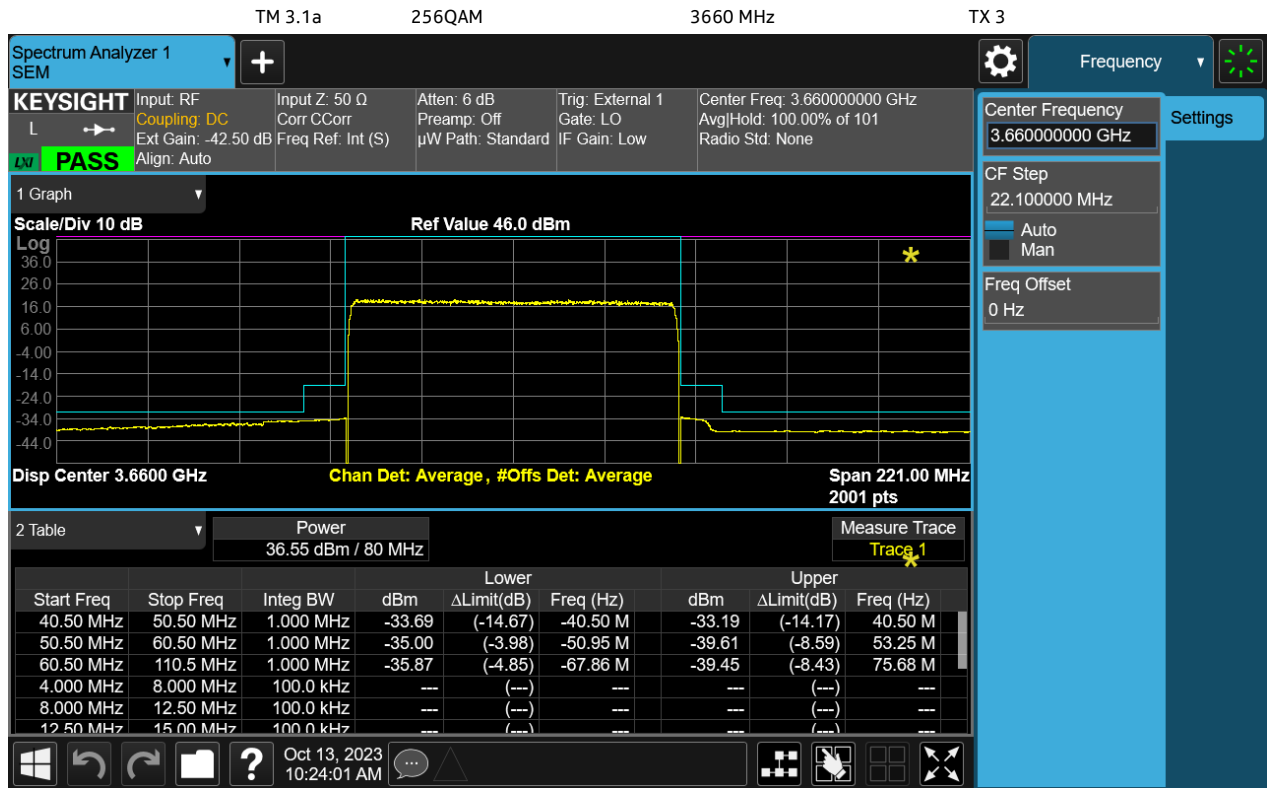 TM 3.1a 256QAM 3660 MHz TX 3
Spectrum Analyzer 1
SEM
Frequency
KEYSIGHT
L
LXI PASS
Input: RF
Coupling: DC
Ext Gain: -42.50 dB
Align: Auto
Input Z: 50 Ω
Corr CCorr
Freq Ref: Int (S)
Atten: 6 dB
Preamp: Off
µW Path: Standard
Trig: External 1
Gate: LO
IF Gain: Low
Center Freq: 3.660000000 GHz
Avg|Hold: 100.00% of 101
Radio Std: None
Center Frequency
3.660000000 GHz
Settings
CF Step
22.100000 MHz
Auto
Man
Freq Offset
0 Hz
1 Graph
Scale/Div 10 dB Ref Value 46.0 dBm
Log
36.0
26.0
16.0
6.00
-4.00
-14.0
-24.0
-34.0
-44.0
Disp Center 3.6600 GHz Chan Det: Average , #Offs Det: Average Span 221.00 MHz
2001 pts
2 Table
Power
36.55 dBm / 80 MHz
Measure Trace
Trace 1
Lower Upper
Start Freq Stop Freq Integ BW dBm ΔLimit(dB) Freq (Hz) dBm ΔLimit(dB) Freq (Hz)
40.50 MHz 50.50 MHz 1.000 MHz -33.69 (-14.67) -40.50 M -33.19 (-14.17) 40.50 M
50.50 MHz 60.50 MHz 1.000 MHz -35.00 (-3.98) -50.95 M -39.61 (-8.59) 53.25 M
60.50 MHz 110.5 MHz 1.000 MHz -35.87 (-4.85) -67.86 M -39.45 (-8.43) 75.68 M
4.000 MHz 8.000 MHz 100.0 kHz --- (---) --- --- (---) ---
8.000 MHz 12.50 MHz 100.0 kHz --- (---) --- --- (---) ---
12.50 MHz 15.00 MHz 100.0 kHz --- (---) --- --- (---) ---
Oct 13, 2023
10:24:01 AM